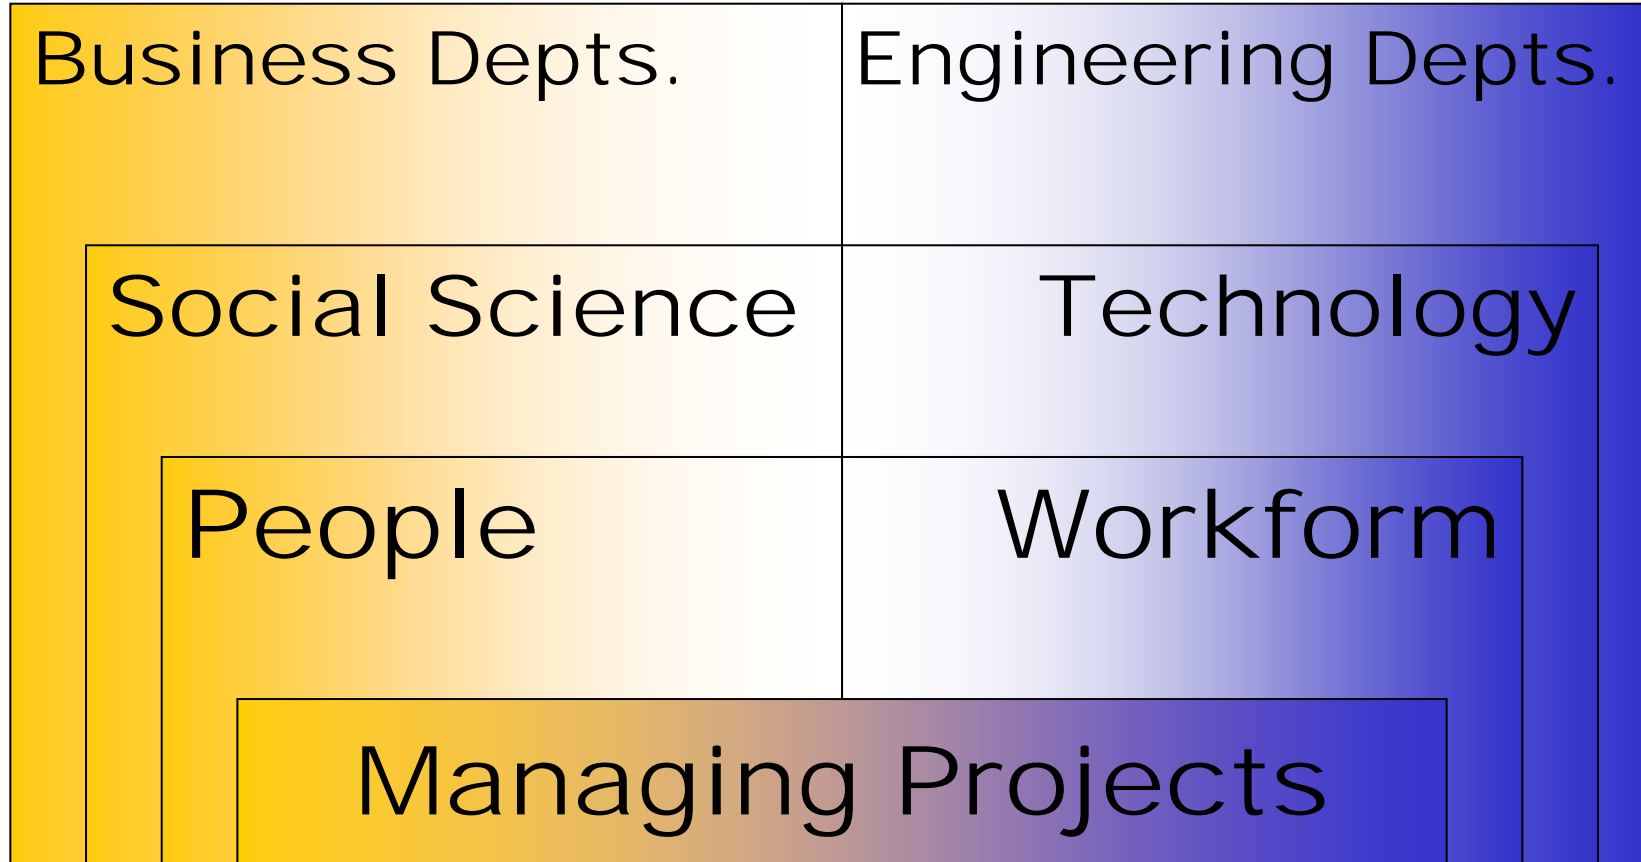 Business Depts.
Engineering Depts.
Social Science
Technology
People
Workform
Managing Projects